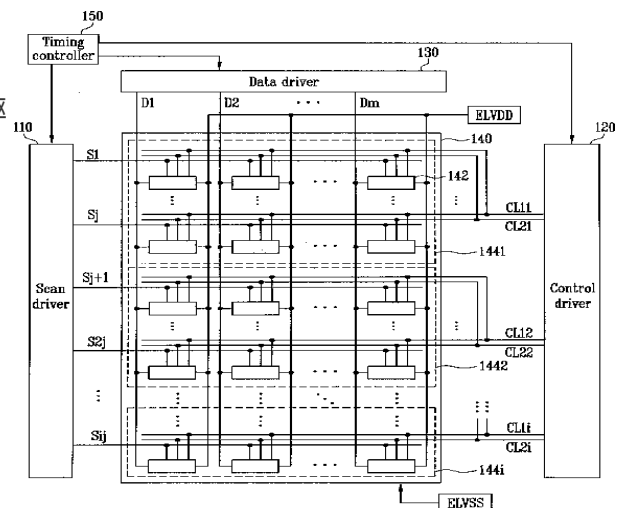 150
Timing
controller
130
Data driver
X
110
D1 D2 ... Dm
ELVDD
140
120
S1
142
Sj
CL11
CL21
1441
Sj+1
Scan
driver
Control
driver
CL12
S2j
CL22
1442
Sij
CL1i
CL2i
144i
ELVSS